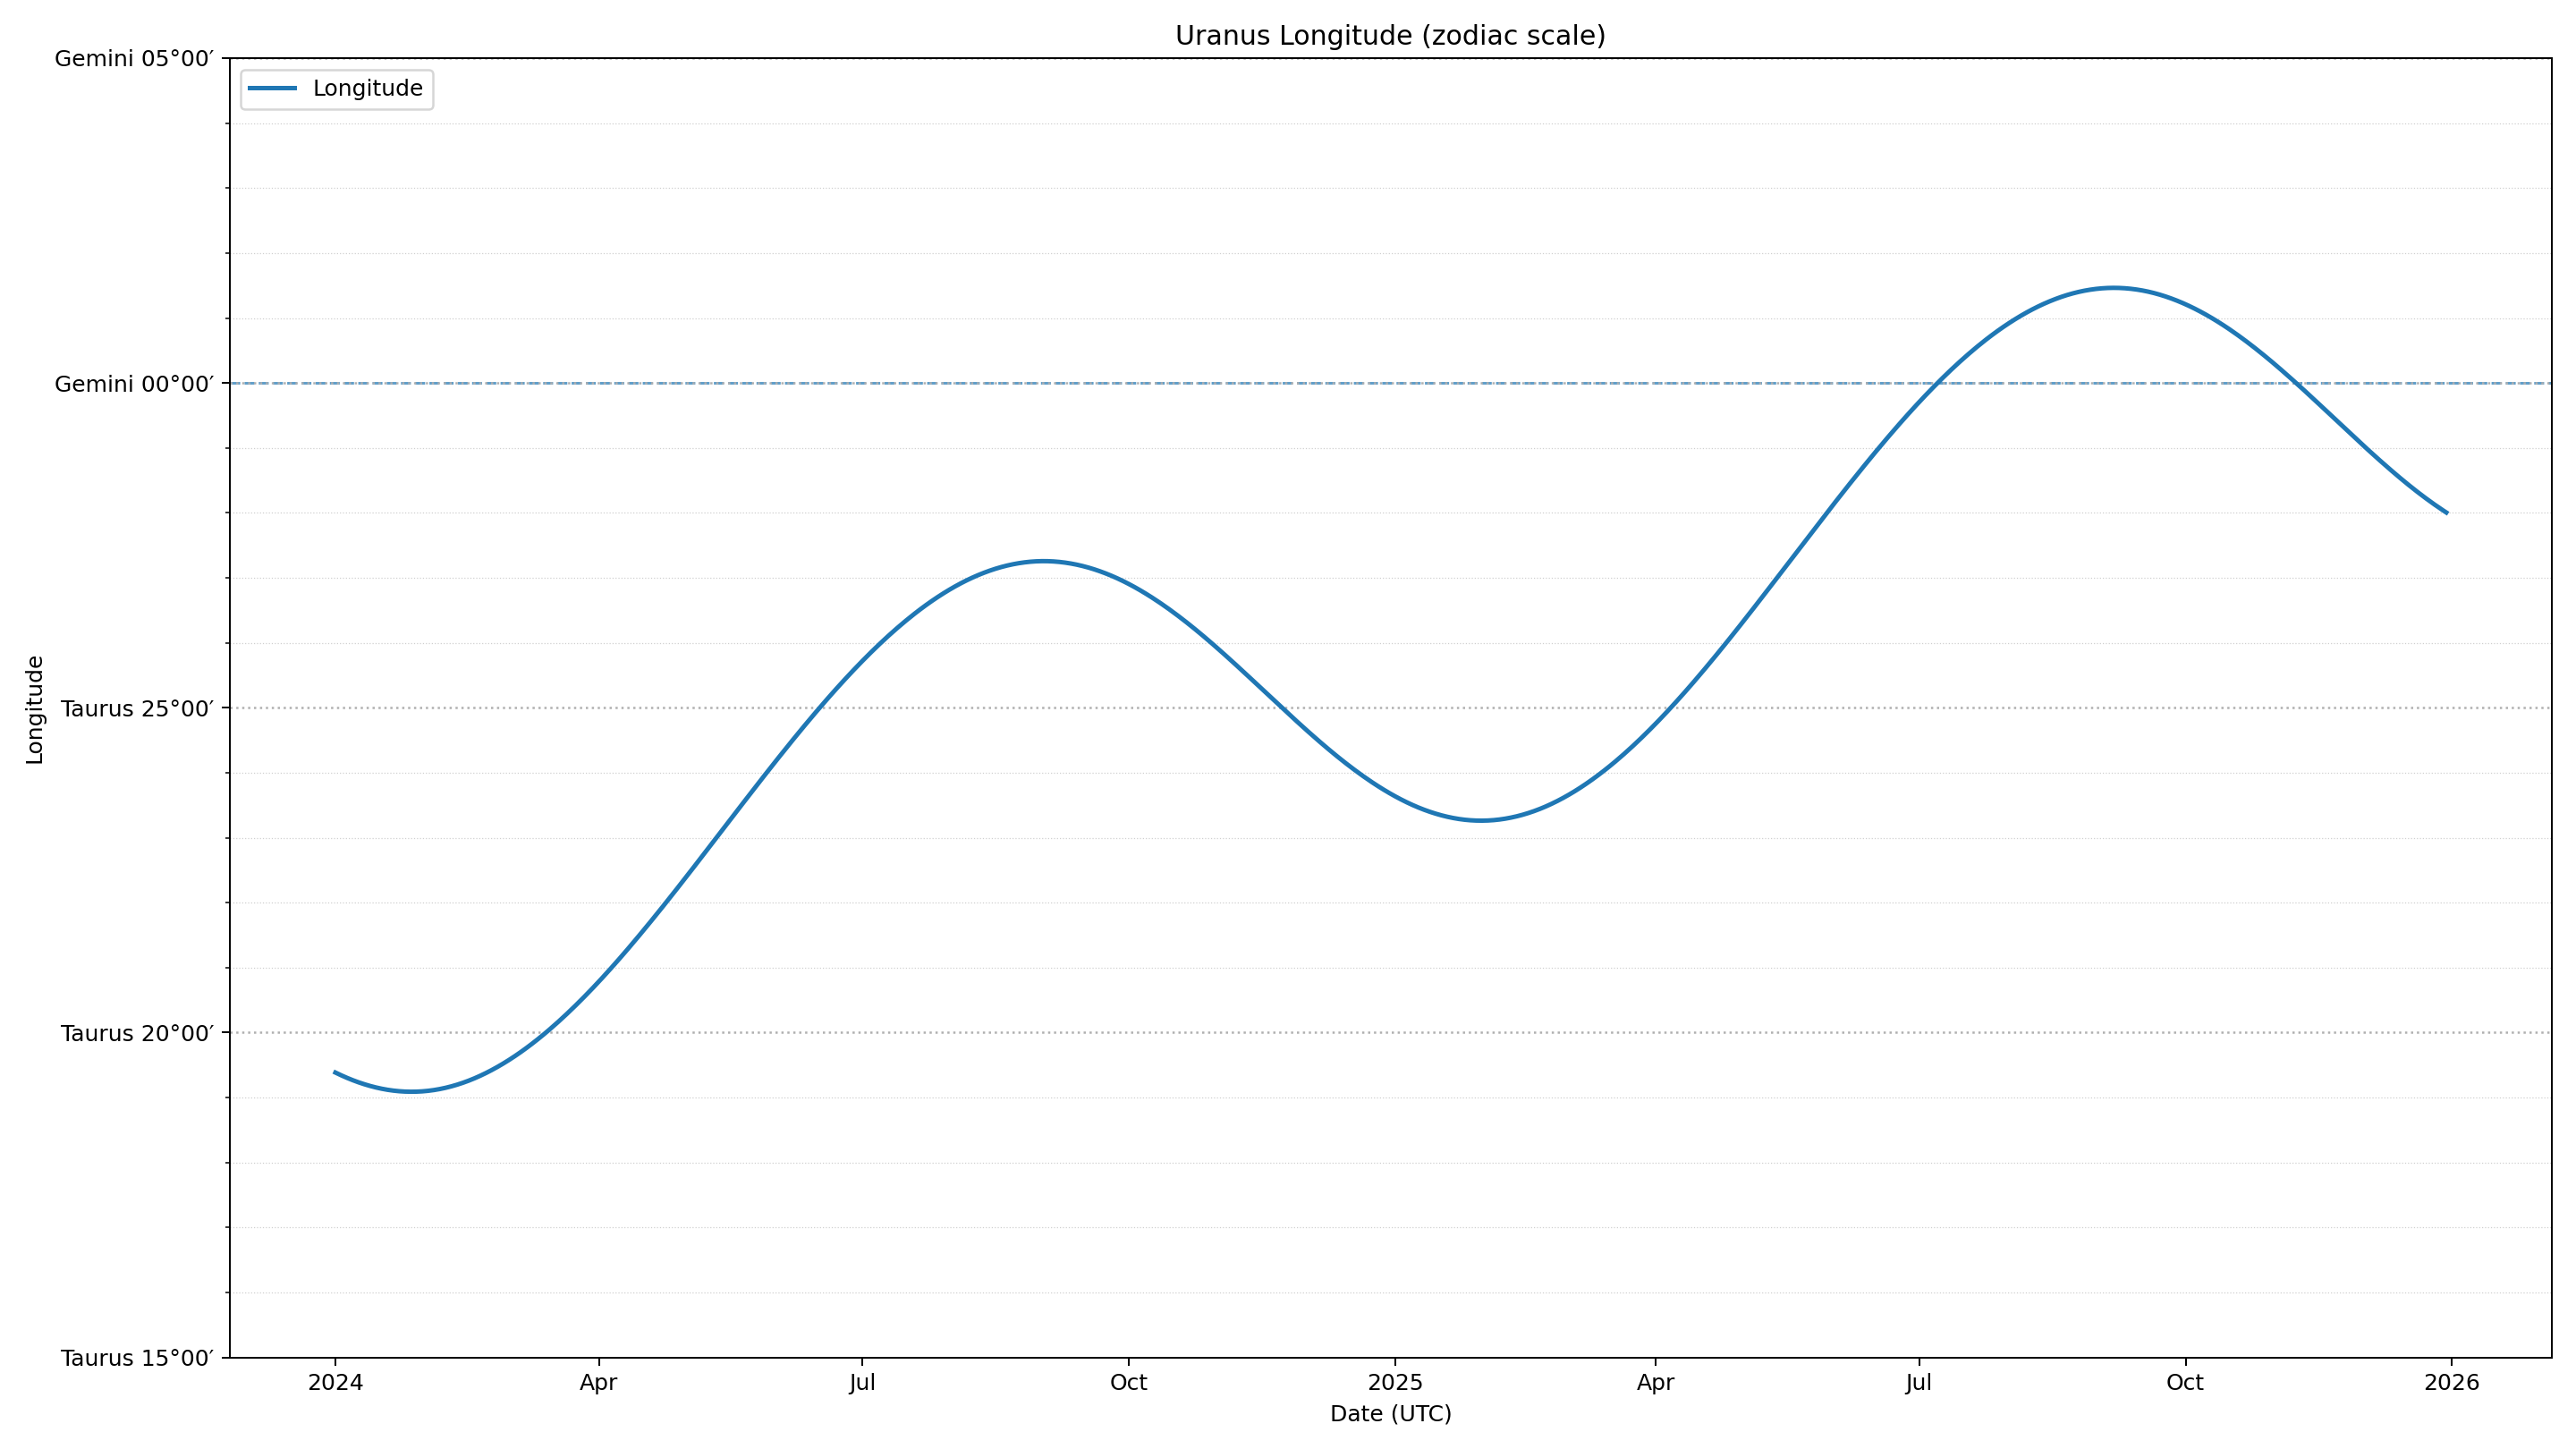 Uranus Longitude (zodiac scale)
Longitude
Gemini 05°00′
Gemini 00°00′
Taurus 25°00′
Taurus 20°00′
Taurus 15°00′
Longitude
2024 Apr Jul Oct 2025 Apr Jul Oct 2026
Date (UTC)